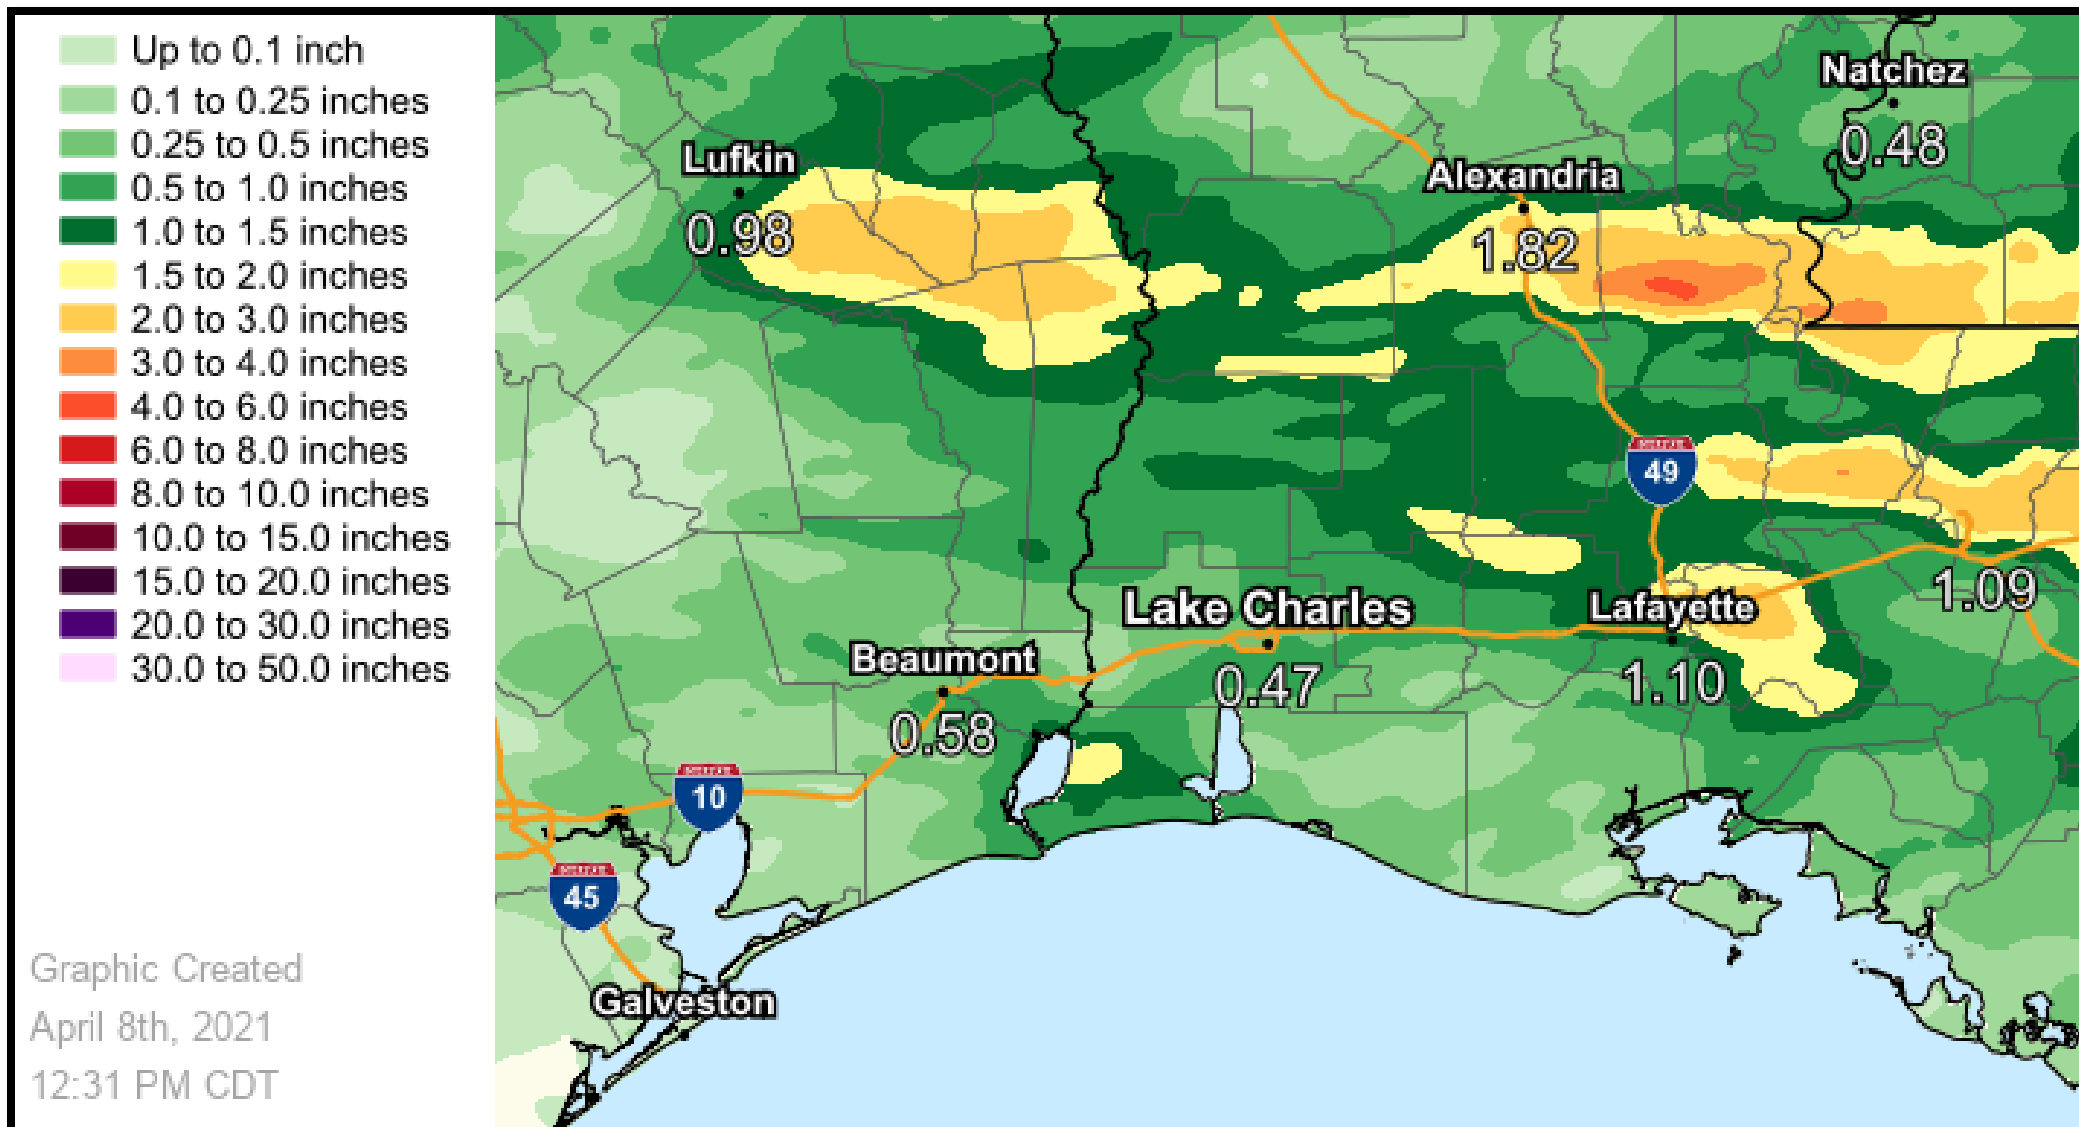 Up to 0.1 inch
0.1 to 0.25 inches
0.25 to 0.5 inches
0.5 to 1.0 inches
1.0 to 1.5 inches
1.5 to 2.0 inches
2.0 to 3.0 inches
3.0 to 4.0 inches
4.0 to 6.0 inches
6.0 to 8.0 inches
8.0 to 10.0 inches
10.0 to 15.0 inches
15.0 to 20.0 inches
20.0 to 30.0 inches
30.0 to 50.0 inches
Graphic Created
April 8th, 2021
12:31 PM CDT
Natchez
0.48
Lufkin
0.98
Alexandria
1.82
49
1.09
Lake Charles
0.47
Lafayette
1.10
Beaumont
0.58
10
45
Galveston